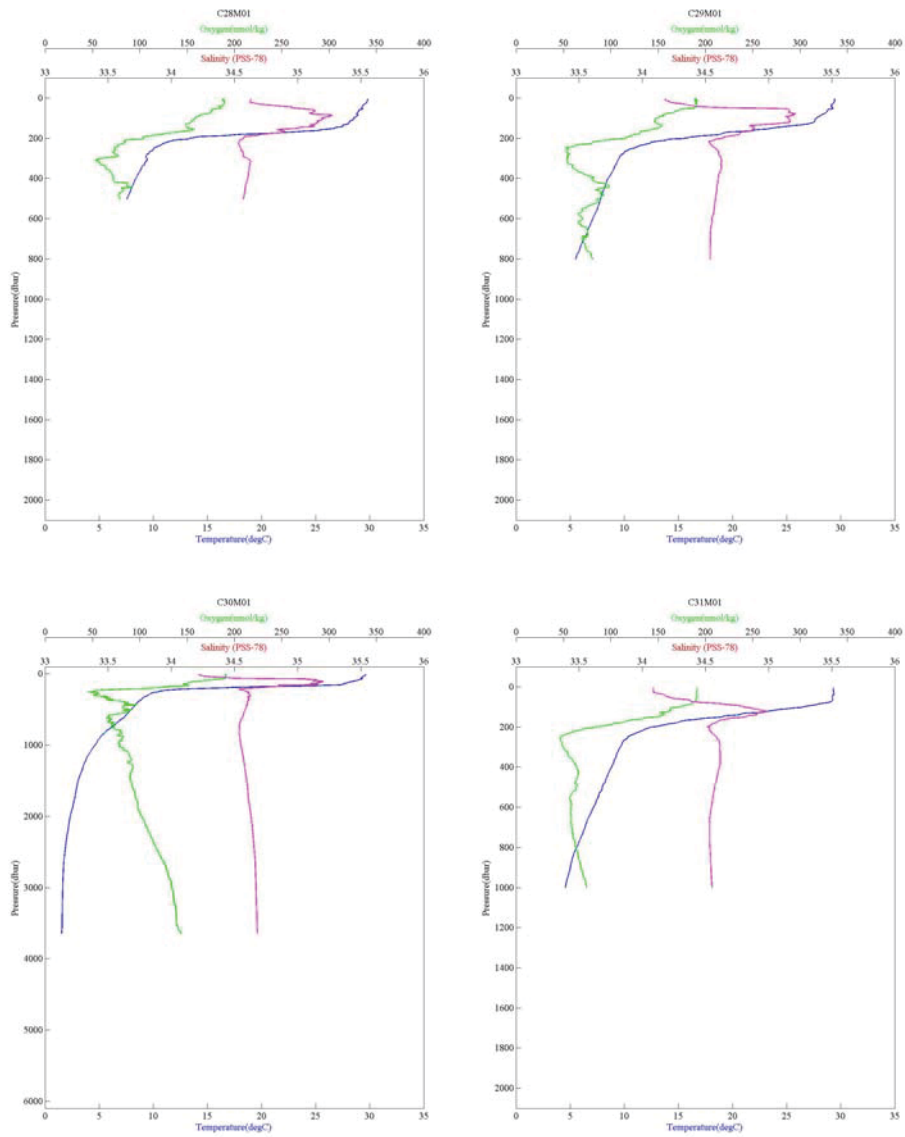 C28M01
Oxygen(umol/kg)
0 50 100 150 200 250 300 350 400
Salinity (PSS-78)
33 33.5 34 34.5 35 35.5 36
Pressure(dbar)
0
200
400
600
800
1000
1200
1400
1600
1800
2000
0 5 10 15 20 25 30 35
Temperature(degC)
C29M01
Oxygen(umol/kg)
0 50 100 150 200 250 300 350 400
Salinity (PSS-78)
33 33.5 34 34.5 35 35.5 36
Pressure(dbar)
0
200
400
600
800
1000
1200
1400
1600
1800
2000
0 5 10 15 20 25 30 35
Temperature(degC)
C30M01
Oxygen(umol/kg)
0 50 100 150 200 250 300 350 400
Salinity (PSS-78)
33 33.5 34 34.5 35 35.5 36
Pressure(dbar)
0
1000
2000
3000
4000
5000
6000
0 5 10 15 20 25 30 35
Temperature(degC)
C31M01
Oxygen(umol/kg)
0 50 100 150 200 250 300 350 400
Salinity (PSS-78)
33 33.5 34 34.5 35 35.5 36
Pressure(dbar)
0
200
400
600
800
1000
1200
1400
1600
1800
2000
0 5 10 15 20 25 30 35
Temperature(degC)